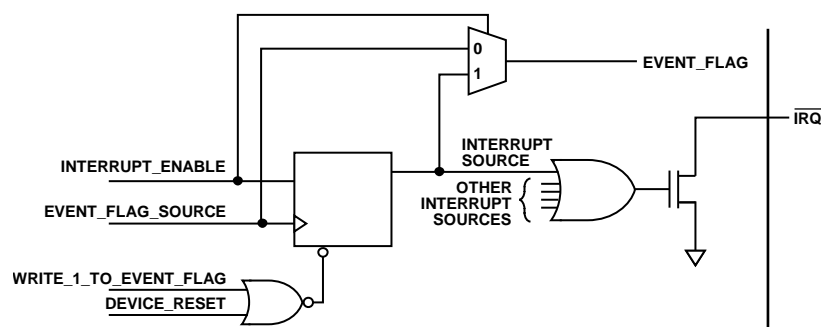 0
EVENT_FLAG
1
IRQ
INTERRUPT
SOURCE
INTERRUPT_ENABLE
OTHER
INTERRUPT
SOURCES
EVENT_FLAG_SOURCE
WRITE_1_TO_EVENT_FLAG
DEVICE_RESET